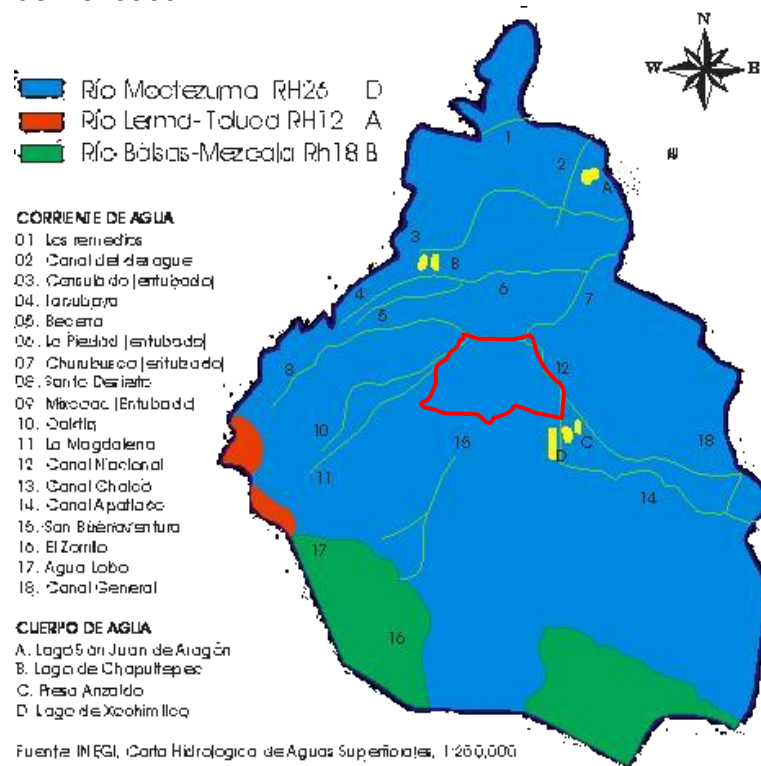 Río Moctezuma RH26 D
Río Lerma-Toluca RH12 A
Río Balsas-Mezcala Rh18 B
CORRIENTE DE AGUA
01 Los remedios
02 Canal del desague
03. Consulado (entubado)
04. Tacubaya
05. Becerra
06. La Piedad (entubado)
07 Churubusco (entubado)
08. Santo Desierto
09 Mixcoac (Entubado)
10.
11 La Magdalena
12 Canal Nacional
13. Canal Chalco
14. Canal Apatlaco
15. San Buenaventura
16. El Zorrillo
17. Agua Lobo
18. Canal General
CUERPO DE AGUA
A. Lago San Juan de Aragón
B. Lago de Chapultepec
C. Presa Anzaldo
D. Lago de Xochimilco
Fuente INEGI, Carta Hidrologica de Aguas Superficiales, 1:250,000
N
W
E
S
1
2
A
3
B
4
5
6
7
8
12
10
11
15
C
D
18
14
17
16